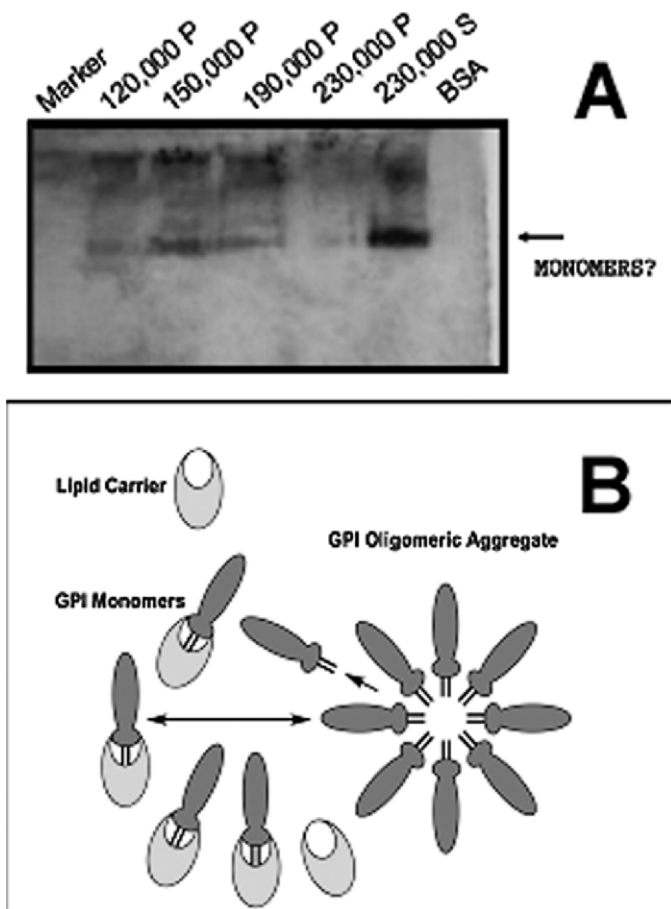 Marker
120,000 P
150,000 P
190,000 P
230,000 P
230,000 S
BSA
A
MONOMERS?
B
Lipid Carrier
GPI Oligomeric Aggregate
GPI Monomers